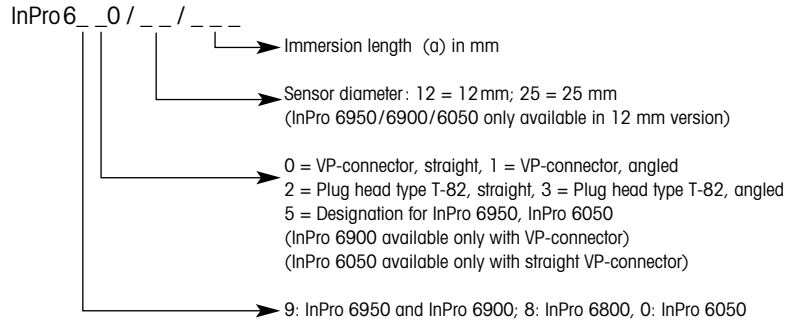 InPro 6_ _0 / _ _ / _ _ _
Immersion length (a) in mm
Sensor diameter: 12 = 12 mm; 25 = 25 mm
(InPro 6950/6900/6050 only available in 12 mm version)
0 = VP-connector, straight, 1 = VP-connector, angled
2 = Plug head type T-82, straight, 3 = Plug head type T-82, angled
5 = Designation for InPro 6950, InPro 6050
(InPro 6900 available only with VP-connector)
(InPro 6050 available only with straight VP-connector)
9: InPro 6950 and InPro 6900; 8: InPro 6800, 0: InPro 6050